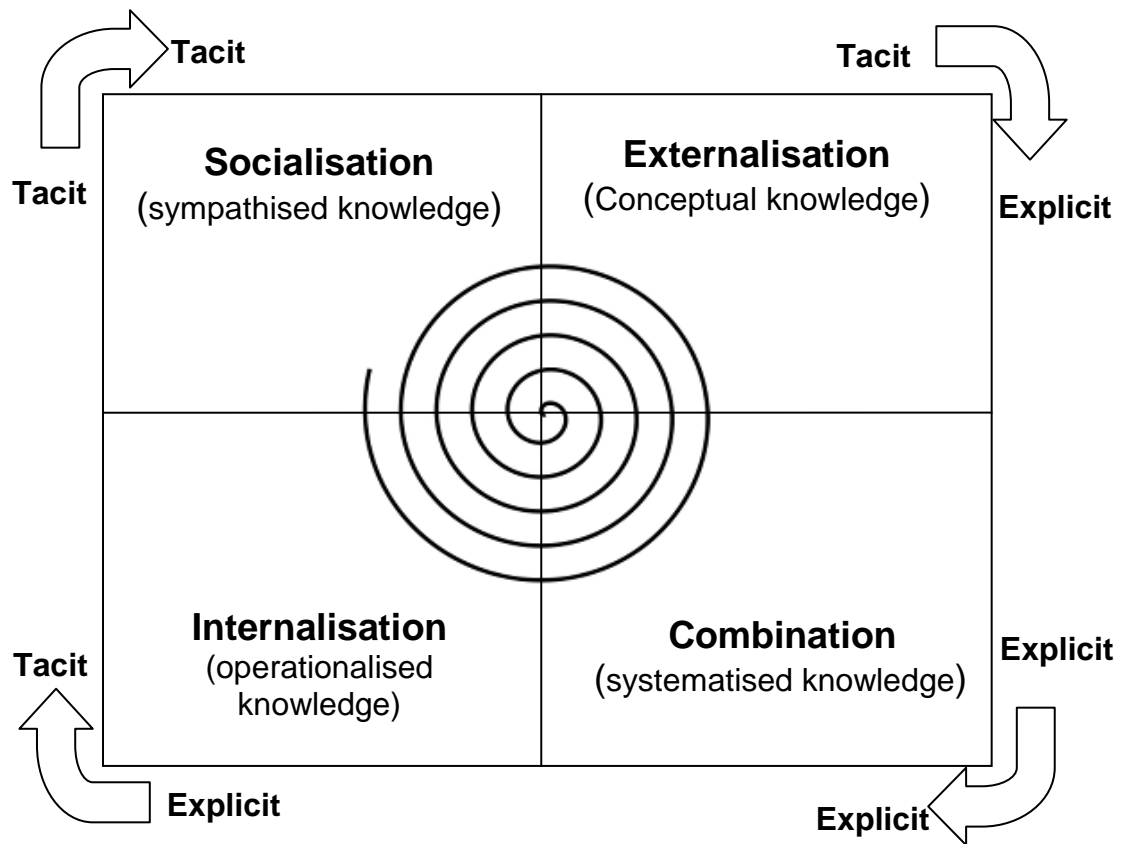 Tacit
Tacit
Tacit
Explicit
Socialisation
(sympathised knowledge)
Externalisation
(Conceptual knowledge)
Internalisation
(operationalised
knowledge)
Combination
(systematised knowledge)
Tacit
Explicit
Explicit
Explicit